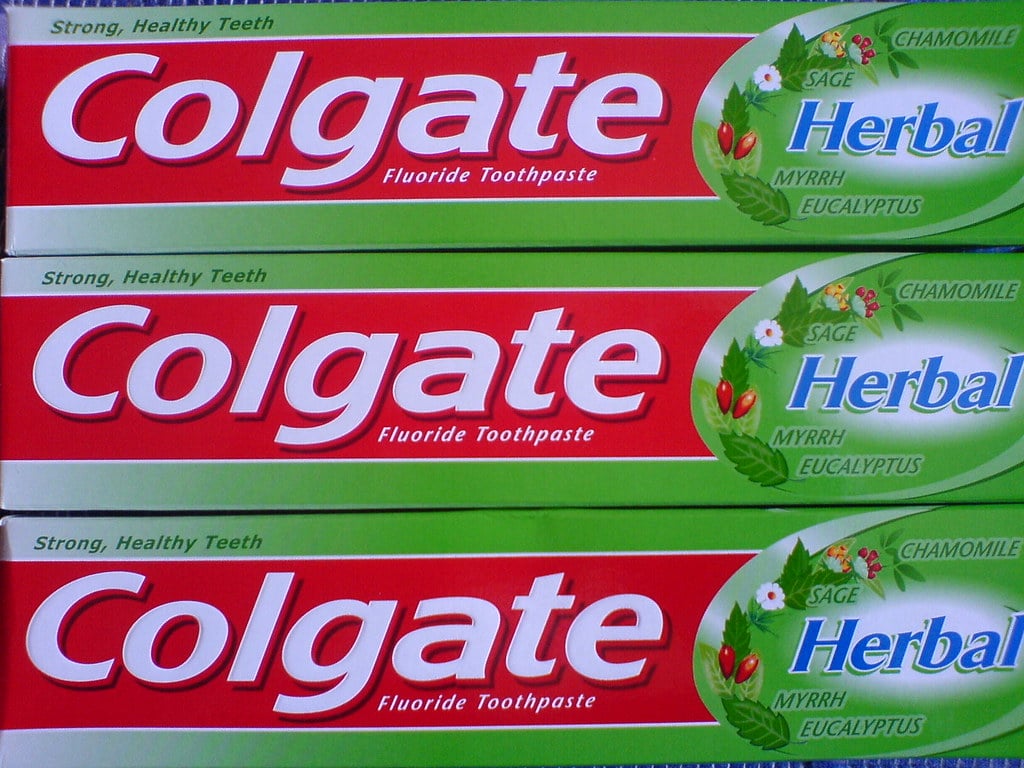 Strong, Healthy Teeth
Colgate
Fluoride Toothpaste
CHAMOMILE
SAGE
Herbal
MYRRH
EUCALYPTUS
Strong, Healthy Teeth
Colgate
Fluoride Toothpaste
CHAMOMILE
SAGE
Herbal
MYRRH
EUCALYPTUS
Strong, Healthy Teeth
Colgate
Fluoride Toothpaste
CHAMOMILE
SAGE
Herbal
MYRRH
EUCALYPTUS